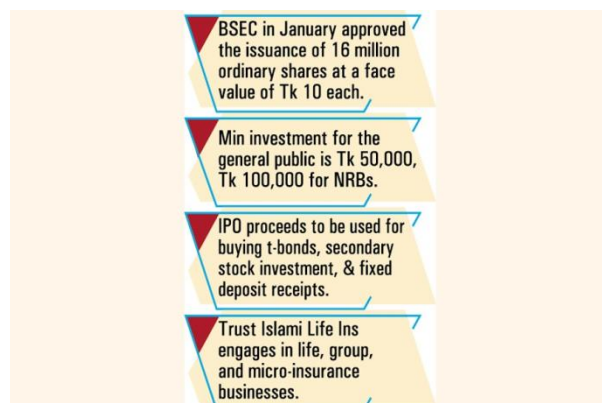 BSEC in January approved
the issuance of 16 million
ordinary shares at a face
value of Tk 10 each.
Min investment for the
general public is Tk 50,000,
Tk 100,000 for NRBs.
IPO proceeds to be used for
buying t-bonds, secondary
stock investment, & fixed
deposit receipts.
Trust Islami Life Ins
engages in life, group,
and micro-insurance
businesses.